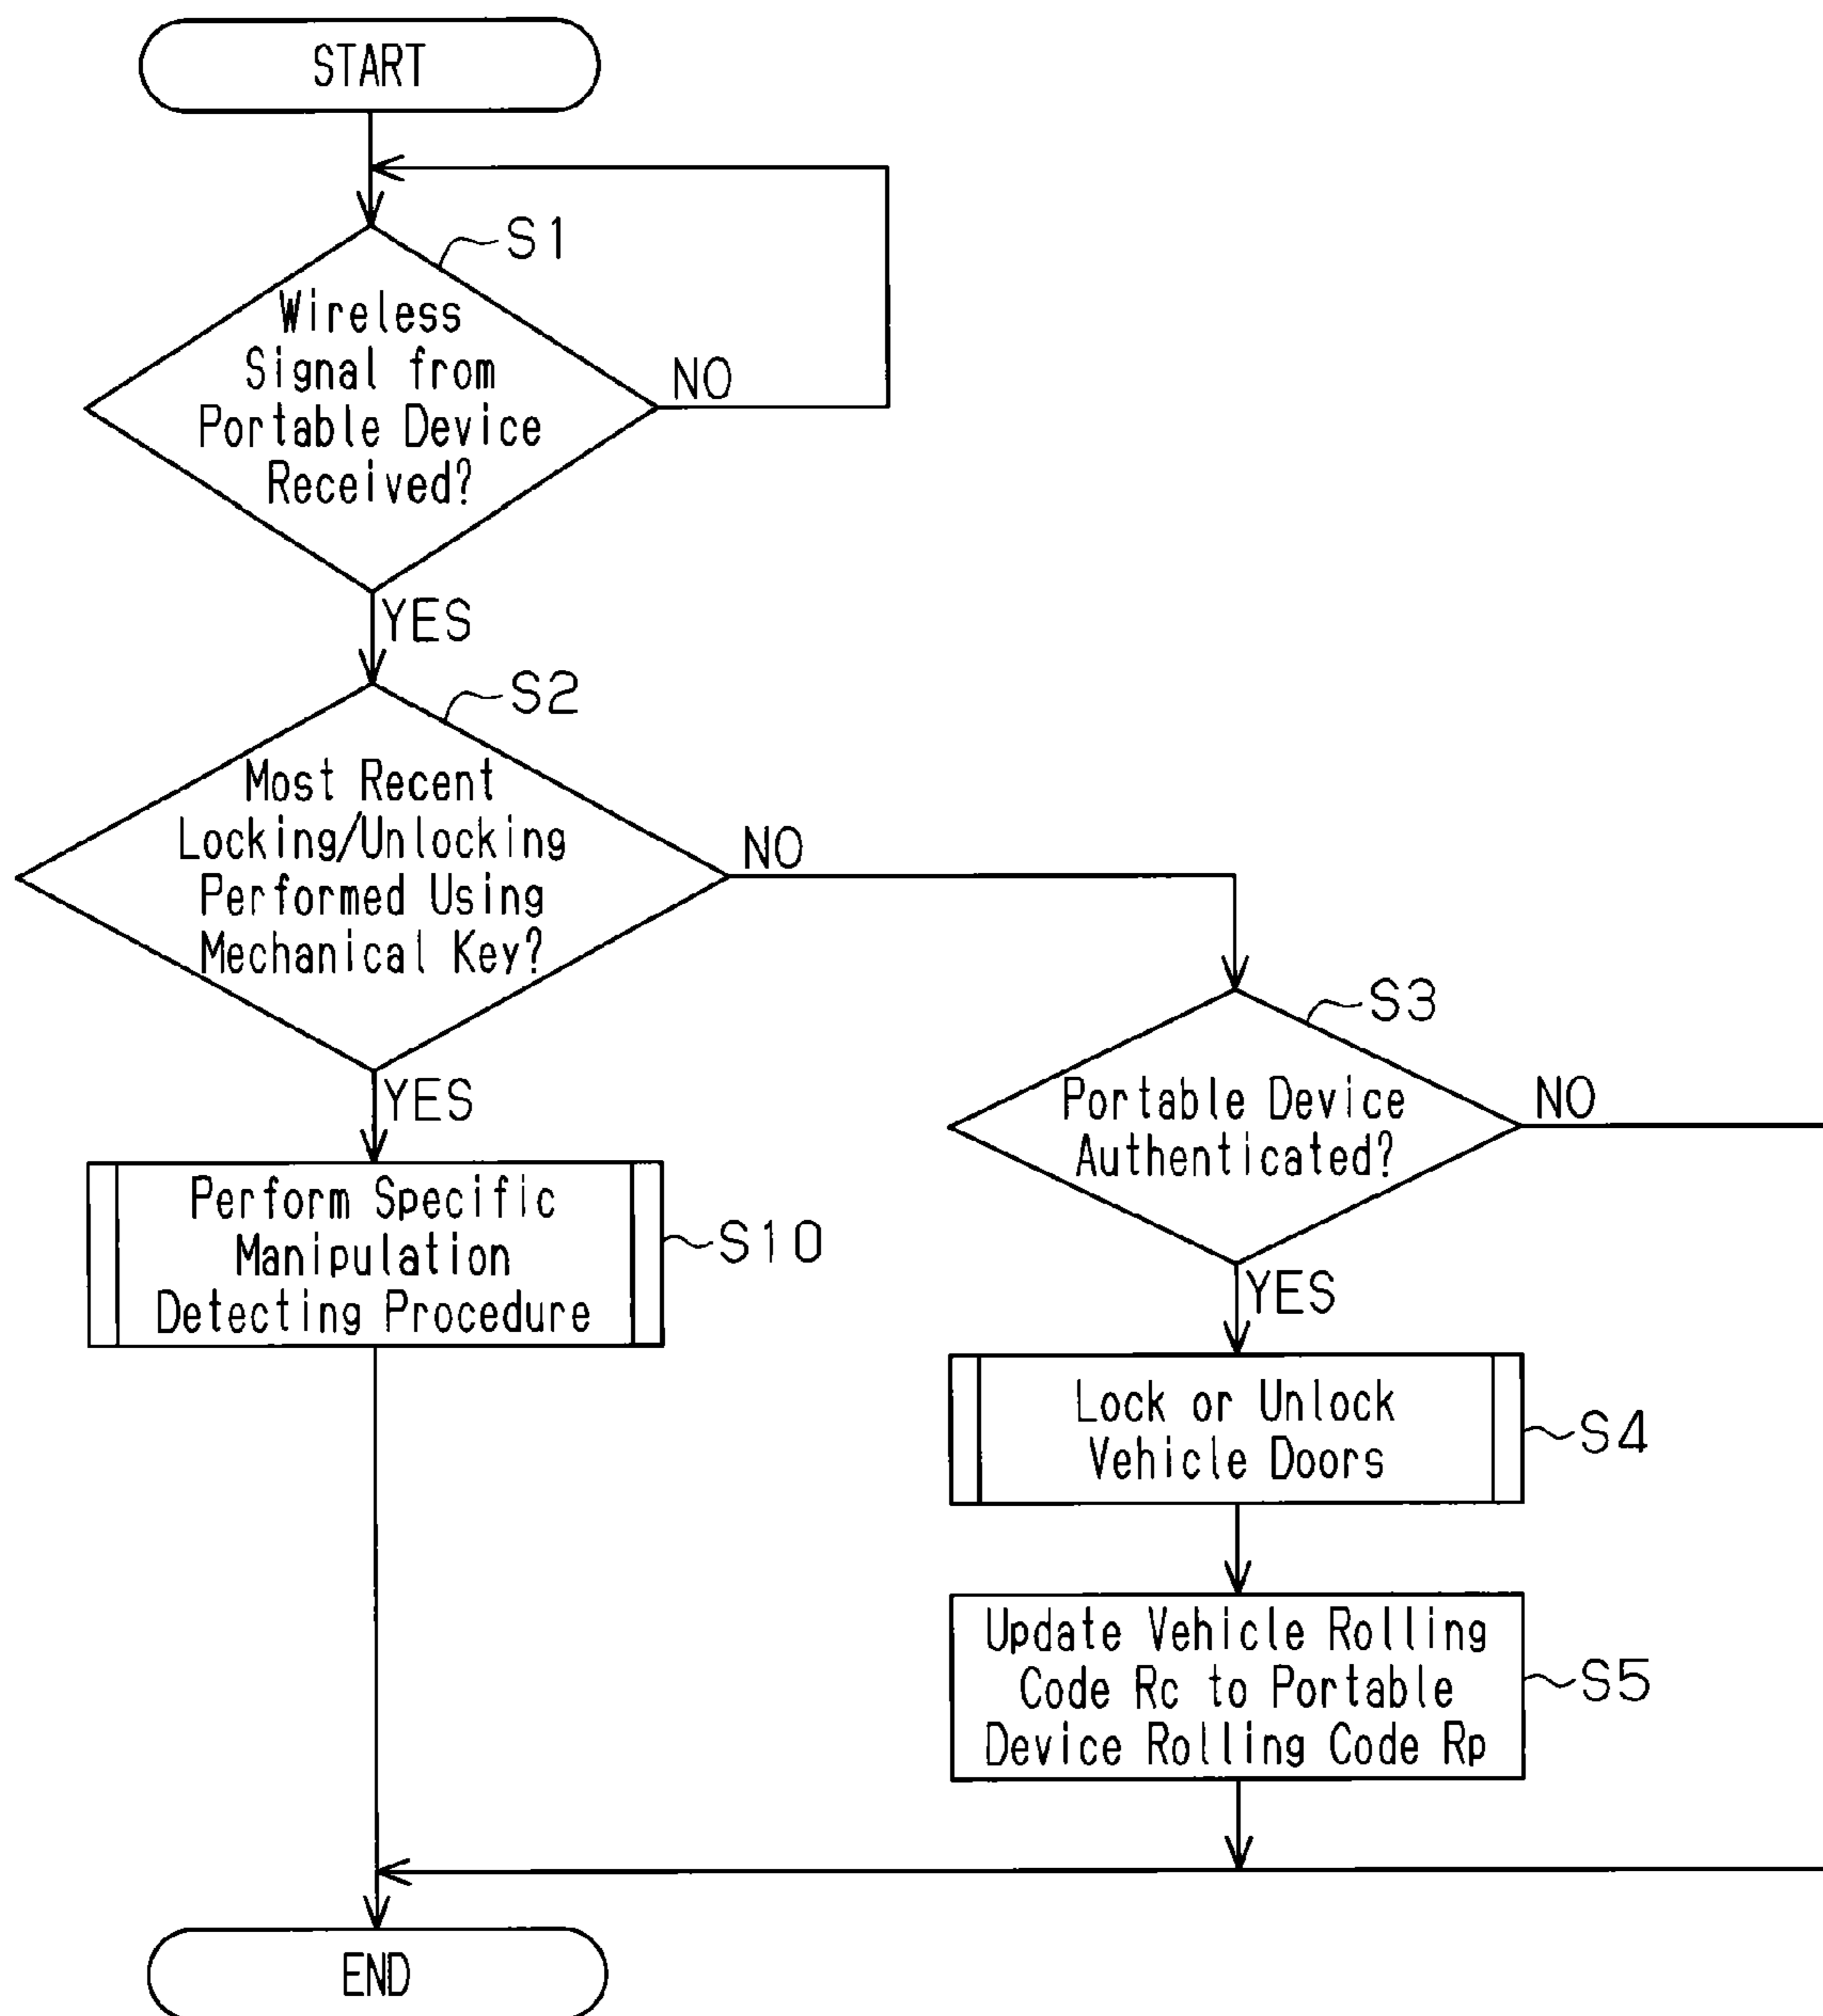 START
S1
Wireless
Signal from
Portable Device
Received?
NO
YES
S2
Most Recent
Locking/Unlocking
Performed Using
Mechanical Key?
NO
YES
S3
Portable Device
Authenticated?
NO
YES
Perform Specific
Manipulation
Detecting Procedure
S10
Lock or Unlock
Vehicle Doors
S4
Update Vehicle Rolling
Code Rc to Portable
Device Rolling Code Rp
S5
END